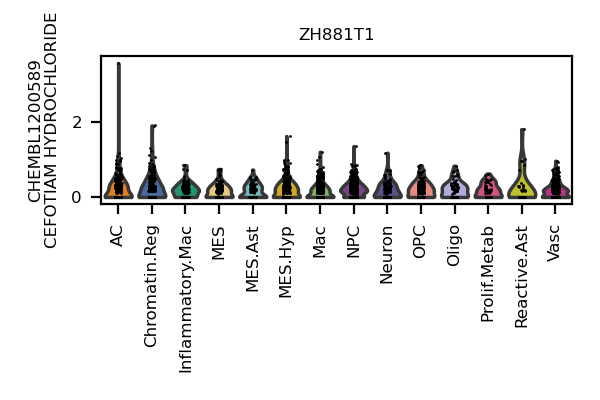 ZH881T1
CHEMBL1200589
CEFOTIAM HYDROCHLORIDE
2
0
AC
Chromatin.Reg
Inflammatory.Mac
MES
MES.Ast
MES.Hyp
Mac
NPC
Neuron
OPC
Oligo
Prolif.Metab
Reactive.Ast
Vasc